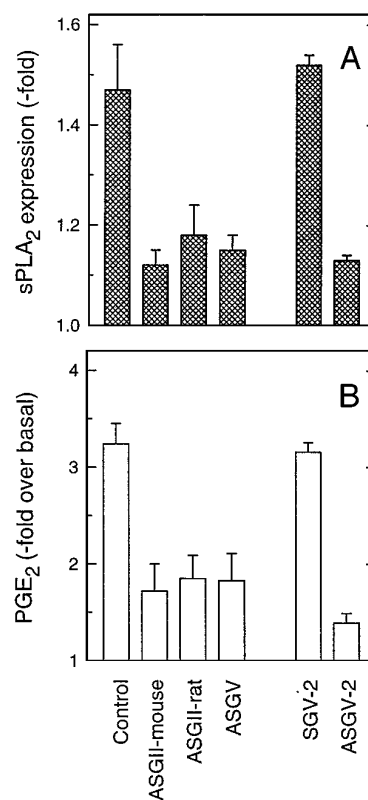 A
sPLA2 expression (-fold)
1.6
1.4
1.2
1.0
B
PGE2 (-fold over basal)
4
3
2
1
Control
ASGII-mouse
ASGII-rat
ASGV
SGV-2
ASGV-2